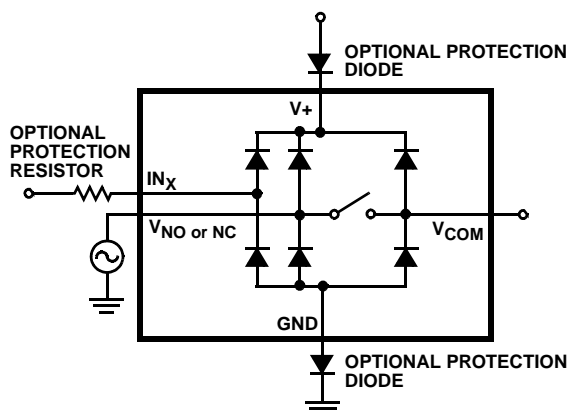 OPTIONAL PROTECTION
DIODE
V+
OPTIONAL
PROTECTION
RESISTOR
INX
VNO or NC
VCOM
GND
OPTIONAL PROTECTION
DIODE